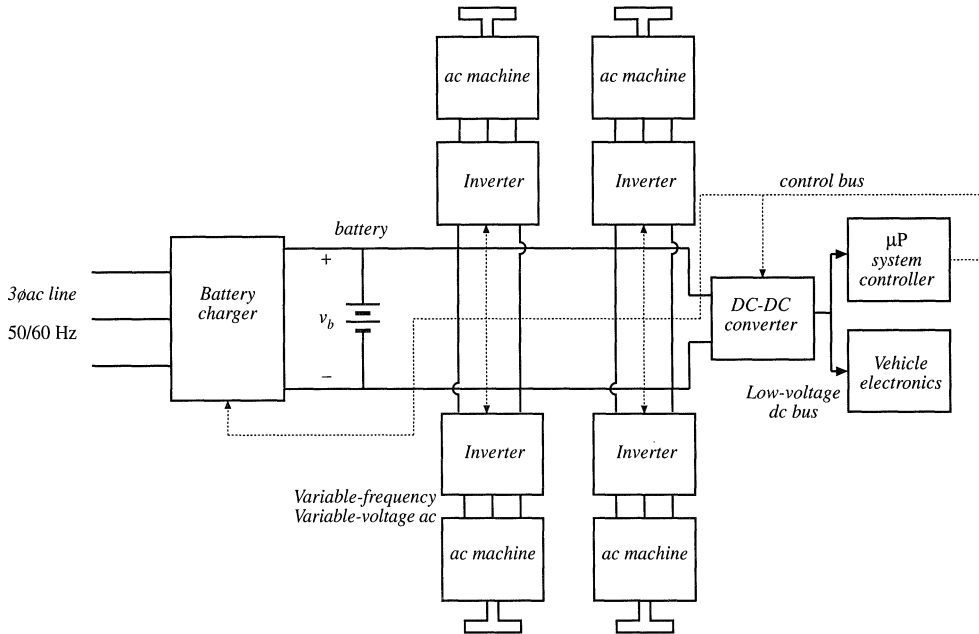 ac machine
ac machine
Inverter
Inverter
control bus
battery
+
μP
system
controller
3øac line
50/60 Hz
Battery
charger
vb
DC-DC
converter
−
Vehicle
electronics
Low-voltage
dc bus
Inverter
Inverter
Variable-frequency
Variable-voltage ac
ac machine
ac machine